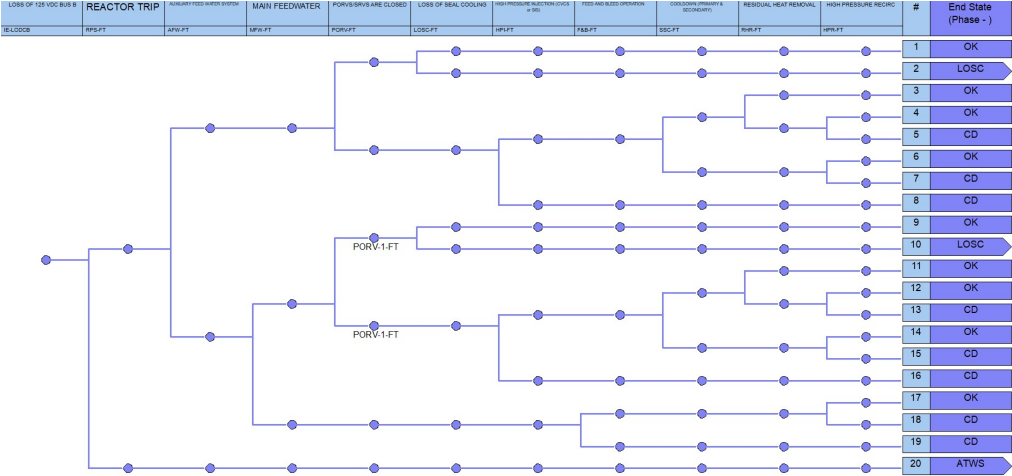 LOSS OF 125 VDC BUS B
REACTOR TRIP
AUXILIARY FEED WATER SYSTEM
MAIN FEEDWATER
PORVS/SRVS ARE CLOSED
LOSS OF SEAL COOLING
HIGH PRESSURE INJECTION (CVCS
or SIS)
FEED AND BLEED OPERATION
COOLDOWN (PRIMARY &
SECONDARY)
RESIDUAL HEAT REMOVAL
HIGH PRESSURE RECIRC
#
End State
(Phase - )
IE-LODCB
RPS-FT
AFW-FT
MFW-FT
PORV-FT
LOSC-FT
HPI-FT
F&B-FT
SSC-FT
RHR-FT
HPR-FT
1 OK
2 LOSC
3 OK
4 OK
5 CD
6 OK
7 CD
8 CD
9 OK
PORV-1-FT
10 LOSC
11 OK
12 OK
13 CD
PORV-1-FT
14 OK
15 CD
16 CD
17 OK
18 CD
19 CD
20 ATWS